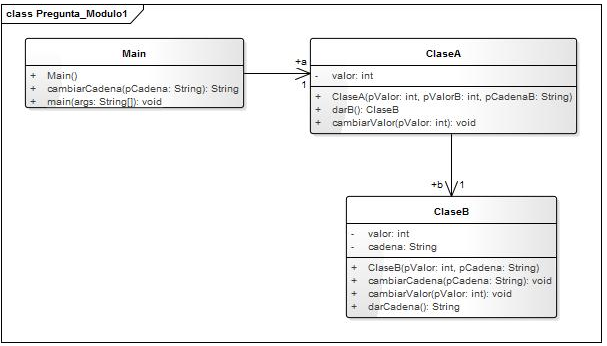 class Pregunta_Modulo1
Main
+ Main()
+ cambiarCadena(pCadena: String): String
+ main(args: String[]): void
+a
1
ClaseA
- valor: int
+ ClaseA(pValor: int, pValorB: int, pCadenaB: String)
+ darB(): ClaseB
+ cambiarValor(pValor: int): void
+b
1
ClaseB
- valor: int
- cadena: String
+ ClaseB(pValor: int, pCadena: String)
+ cambiarCadena(pCadena: String): void
+ cambiarValor(pValor: int): void
+ darCadena(): String